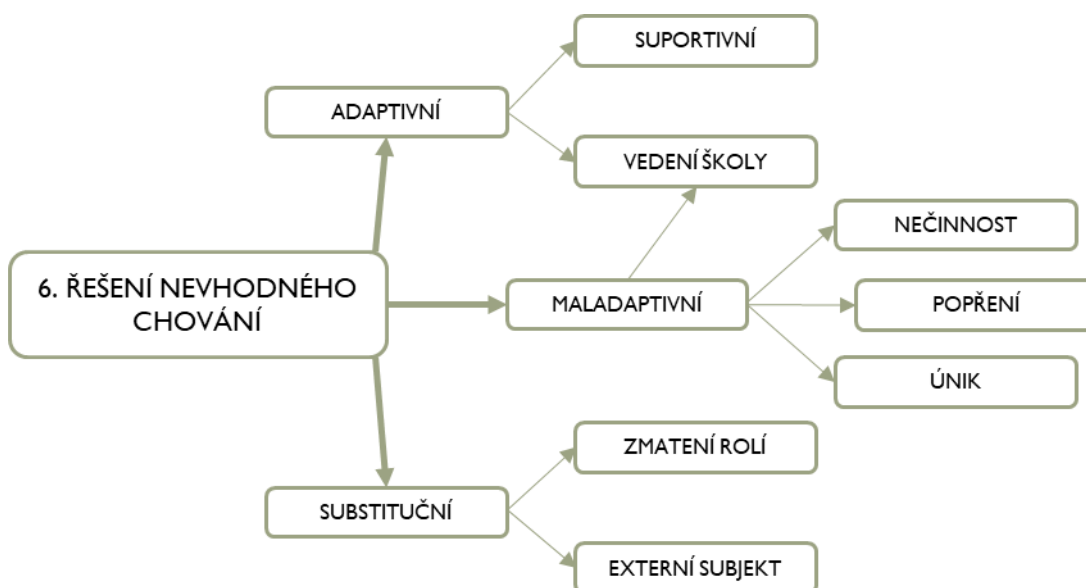 SUPORTIVNÍ
ADAPTIVNÍ
VEDENÍ ŠKOLY
NEČINNOST
6. ŘEŠENÍ NEVHODNÉHO
CHOVÁNÍ
MALADAPTIVNÍ
POPŘENÍ
ÚNIK
ZMATENÍ ROLÍ
SUBSTITUČNÍ
EXTERNÍ SUBJEKT